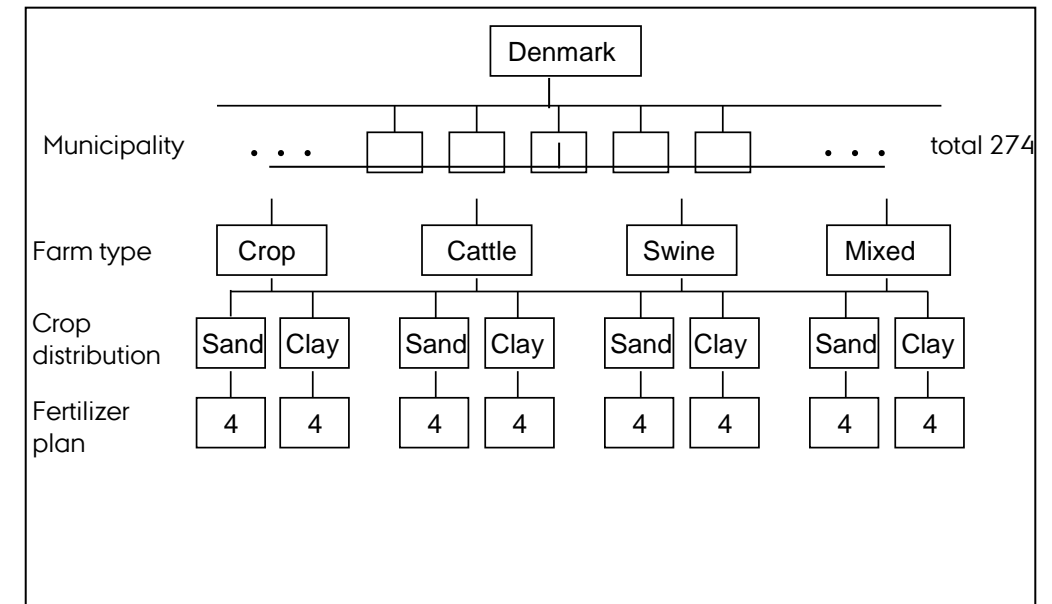 Denmark
Municipality . . . . . . total 274
Farm type Crop Cattle Swine Mixed
Crop
distribution Sand Clay Sand Clay Sand Clay Sand Clay
Fertilizer
plan 4 4 4 4 4 4 4 4